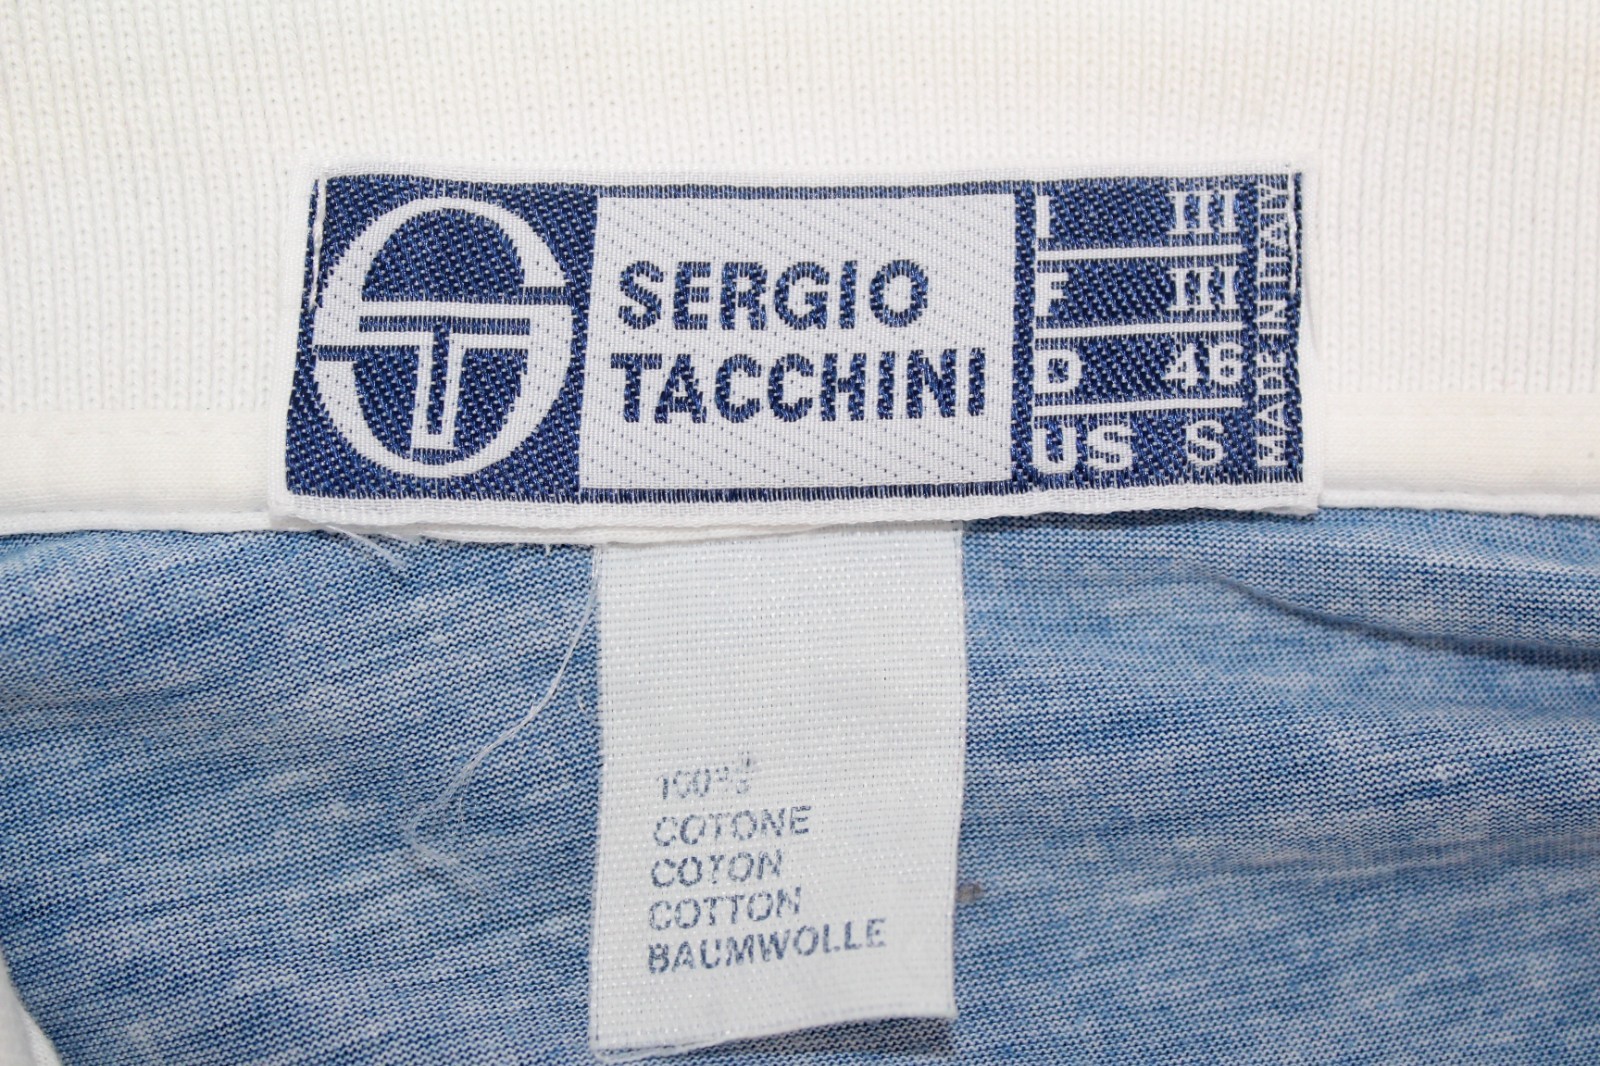 SERGIO
TACCHINI
I III
F III
D 46
US S
MADE IN ITALY
100%
COTONE
COTON
COTTON
BAUMWOLLE